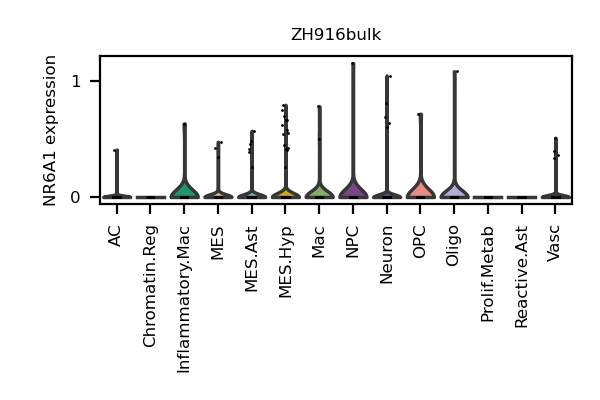 ZH916bulk
NR6A1 expression
1
0
AC
Chromatin.Reg
Inflammatory.Mac
MES
MES.Ast
MES.Hyp
Mac
NPC
Neuron
OPC
Oligo
Prolif.Metab
Reactive.Ast
Vasc